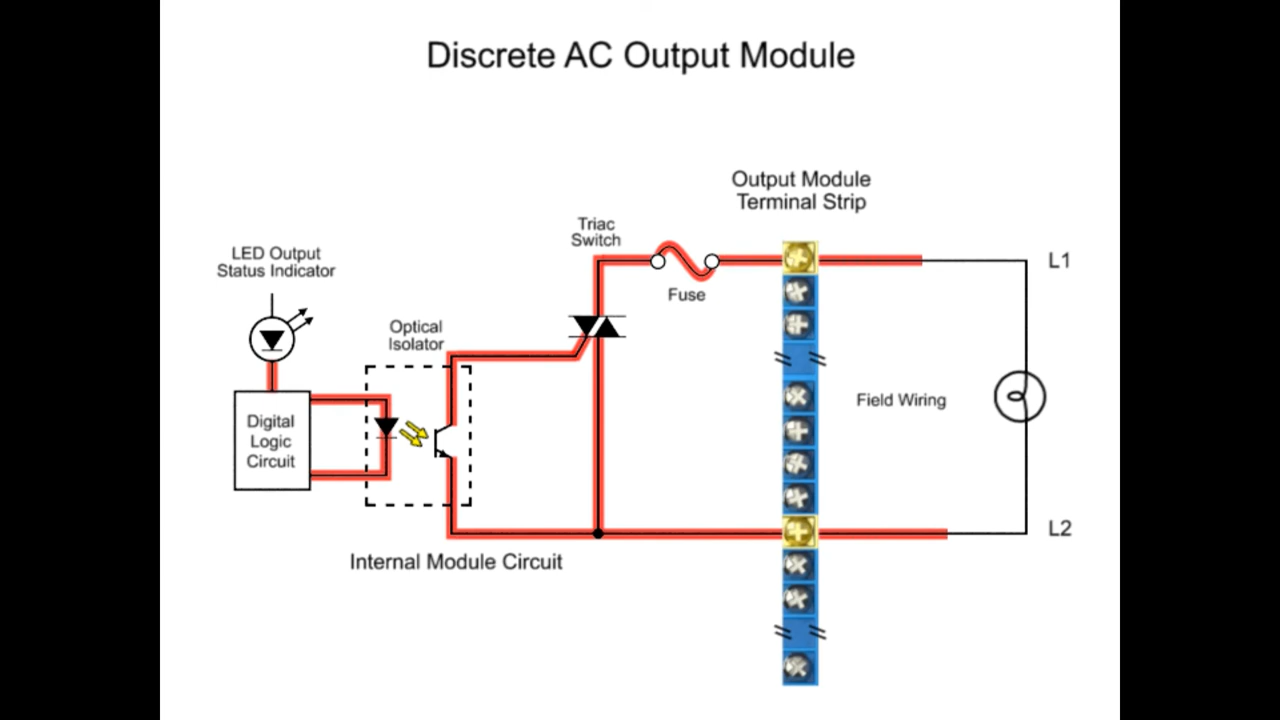 Discrete AC Output Module
Output Module
Terminal Strip
Triac
Switch
LED Output
Status Indicator
L1
Fuse
Optical
Isolator
Field Wiring
Digital
Logic
Circuit
L2
Internal Module Circuit